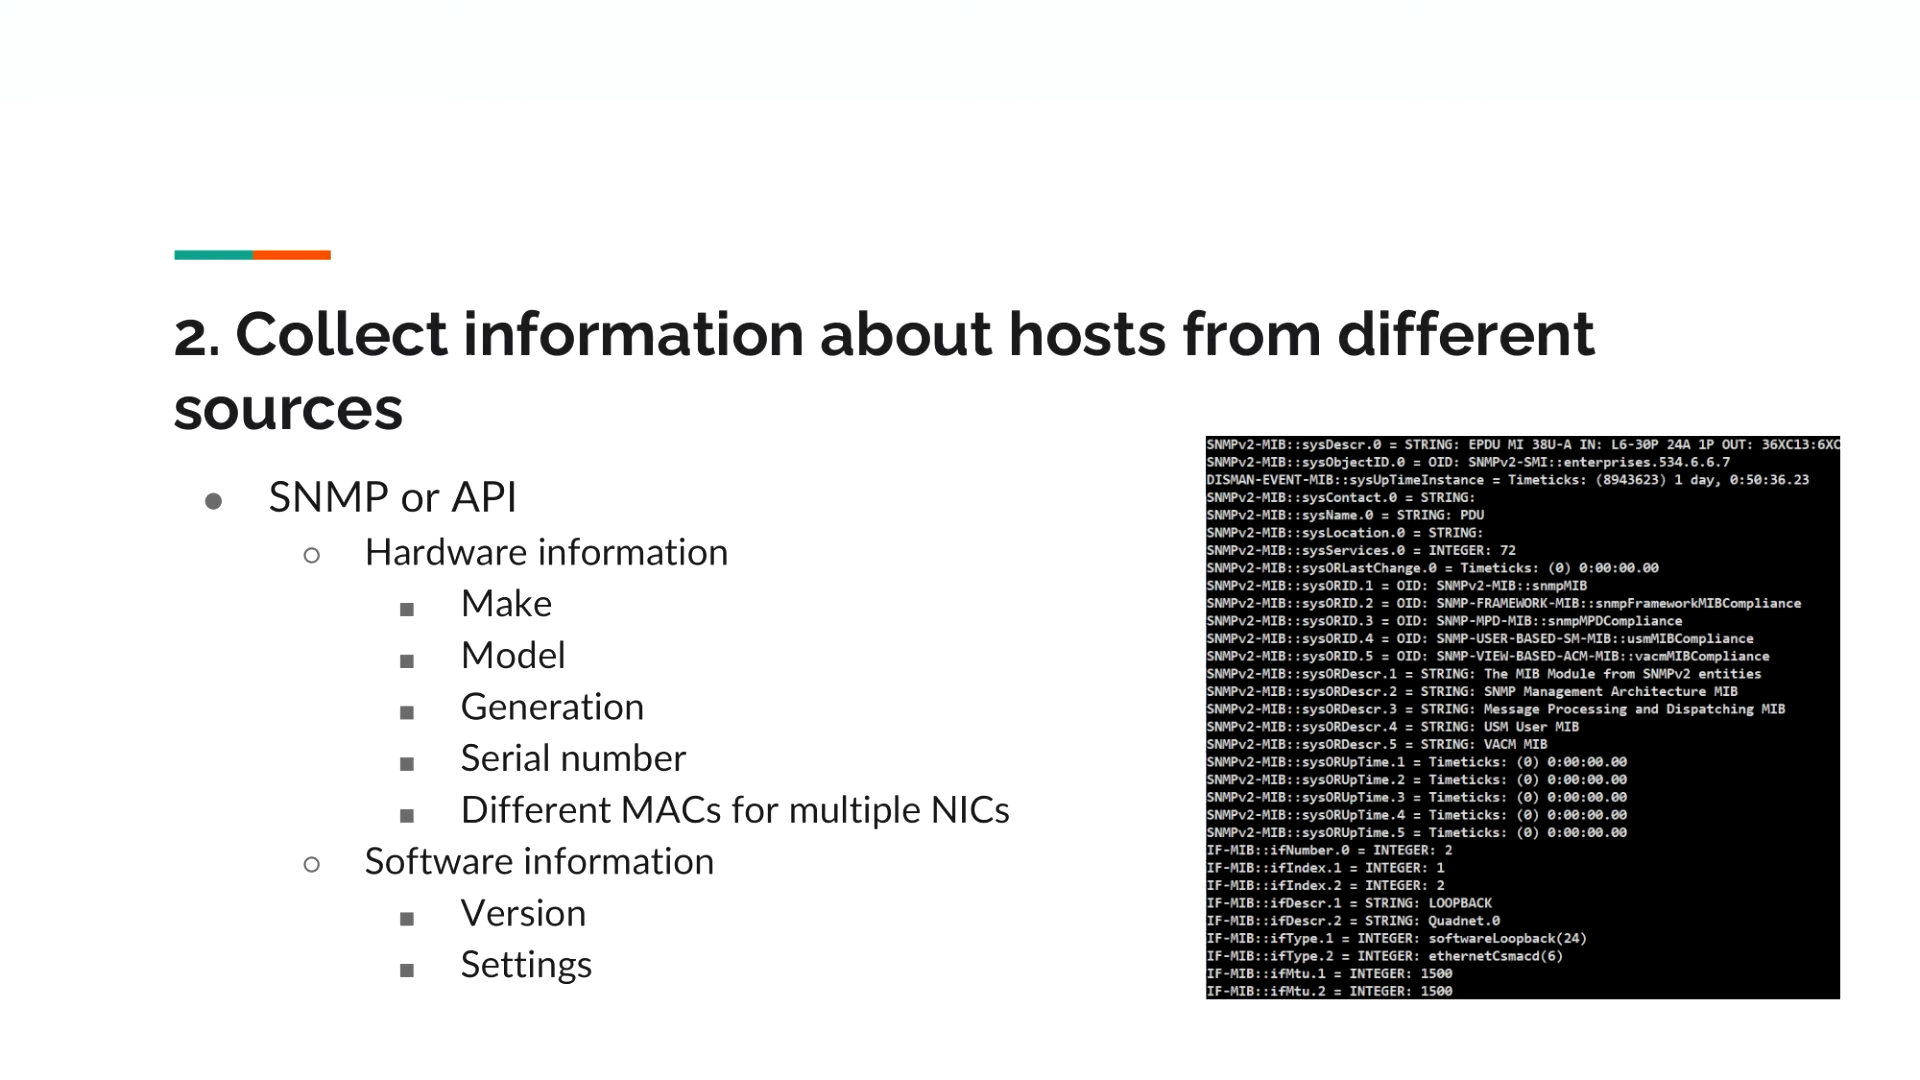 2. Collect information about hosts from different
sources
SNMP or API
Hardware information
Make
Model
Generation
Serial number
Different MACs for multiple NICs
Software information
Version
Settings
SNMPv2-MIB::sysDescr.0 = STRING: EPDU MI 38U-A IN: L6-30P 24A 1P OUT: 36XC13:6XC
SNMPv2-MIB::sysObjectID.0 = OID: SNMPv2-SMI::enterprises.534.6.6.7
DISMAN-EVENT-MIB::sysUpTimeInstance = Timeticks: (8943623) 1 day, 0:50:36.23
SNMPv2-MIB::sysContact.0 = STRING:
SNMPv2-MIB::sysName.0 = STRING: PDU
SNMPv2-MIB::sysLocation.0 = STRING:
SNMPv2-MIB::sysServices.0 = INTEGER: 72
SNMPv2-MIB::sysORLastChange.0 = Timeticks: (0) 0:00:00.00
SNMPv2-MIB::sysORID.1 = OID: SNMPv2-MIB::snmpMIB
SNMPv2-MIB::sysORID.2 = OID: SNMP-FRAMEWORK-MIB::snmpFrameworkMIBCompliance
SNMPv2-MIB::sysORID.3 = OID: SNMP-MPD-MIB::snmpMPDCompliance
SNMPv2-MIB::sysORID.4 = OID: SNMP-USER-BASED-SM-MIB::usmMIBCompliance
SNMPv2-MIB::sysORID.5 = OID: SNMP-VIEW-BASED-ACM-MIB::vacmMIBCompliance
SNMPv2-MIB::sysORDescr.1 = STRING: The MIB Module from SNMPv2 entities
SNMPv2-MIB::sysORDescr.2 = STRING: SNMP Management Architecture MIB
SNMPv2-MIB::sysORDescr.3 = STRING: Message Processing and Dispatching MIB
SNMPv2-MIB::sysORDescr.4 = STRING: USM User MIB
SNMPv2-MIB::sysORDescr.5 = STRING: VACM MIB
SNMPv2-MIB::sysORUpTime.1 = Timeticks: (0) 0:00:00.00
SNMPv2-MIB::sysORUpTime.2 = Timeticks: (0) 0:00:00.00
SNMPv2-MIB::sysORUpTime.3 = Timeticks: (0) 0:00:00.00
SNMPv2-MIB::sysORUpTime.4 = Timeticks: (0) 0:00:00.00
SNMPv2-MIB::sysORUpTime.5 = Timeticks: (0) 0:00:00.00
IF-MIB::ifNumber.0 = INTEGER: 2
IF-MIB::ifIndex.1 = INTEGER: 1
IF-MIB::ifIndex.2 = INTEGER: 2
IF-MIB::ifDescr.1 = STRING: LOOPBACK
IF-MIB::ifDescr.2 = STRING: Quadnet.0
IF-MIB::ifType.1 = INTEGER: softwareLoopback(24)
IF-MIB::ifType.2 = INTEGER: ethernetCsmacd(6)
IF-MIB::ifMtu.1 = INTEGER: 1500
IF-MIB::ifMtu.2 = INTEGER: 1500